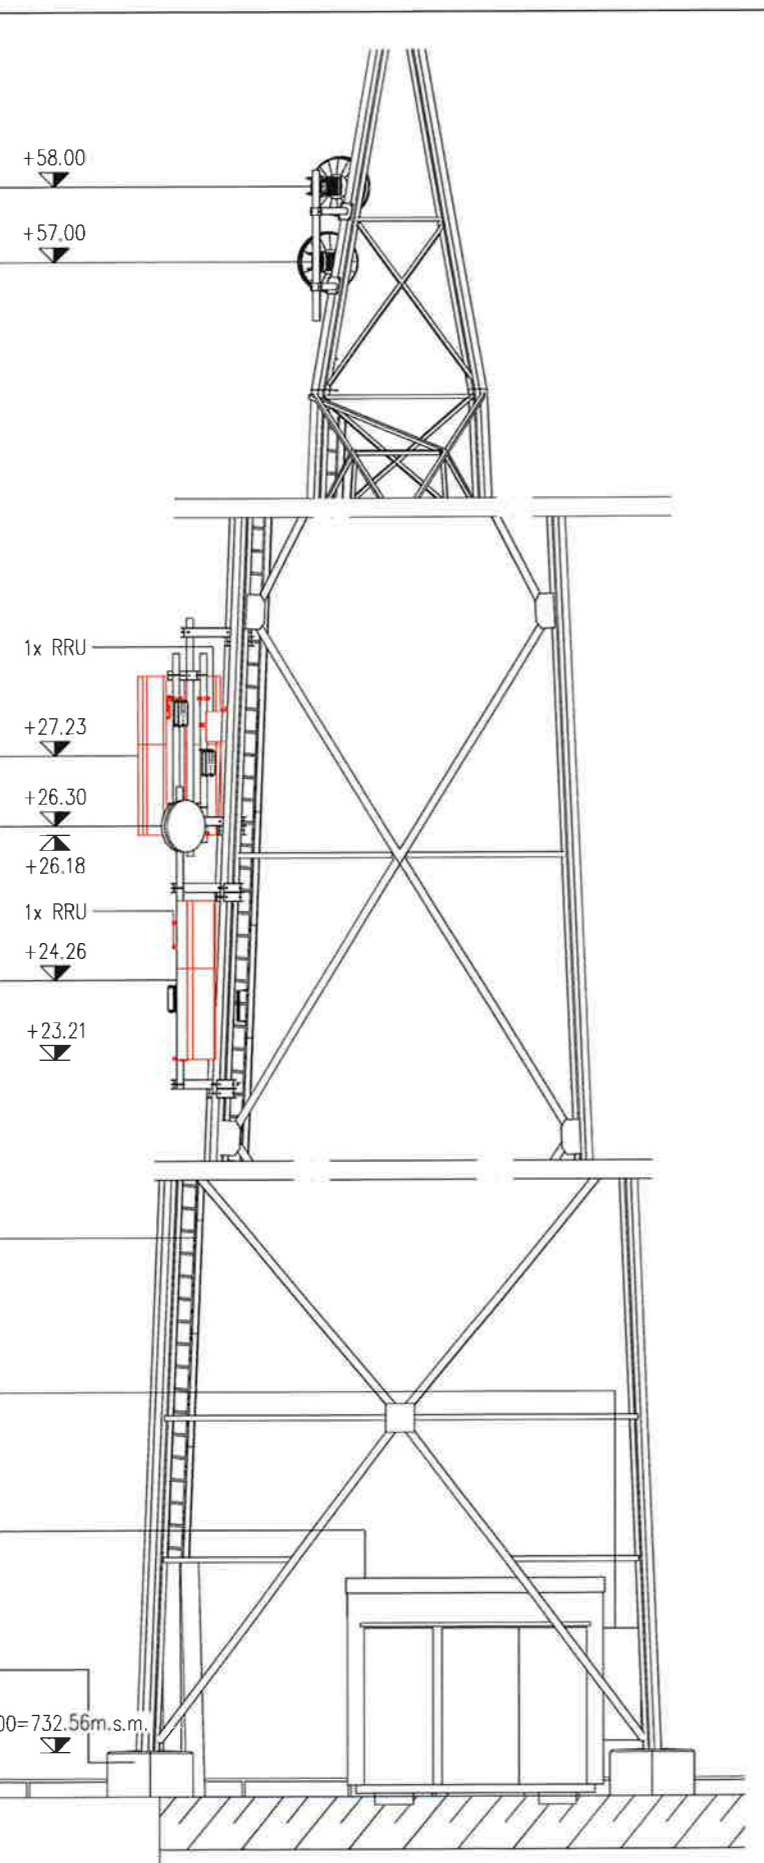 +58.00
+57.00
1x RRU
+27.23
+26.30
+26.18
1x RRU
+24.26
+23.21
00=732.56m.s.m.